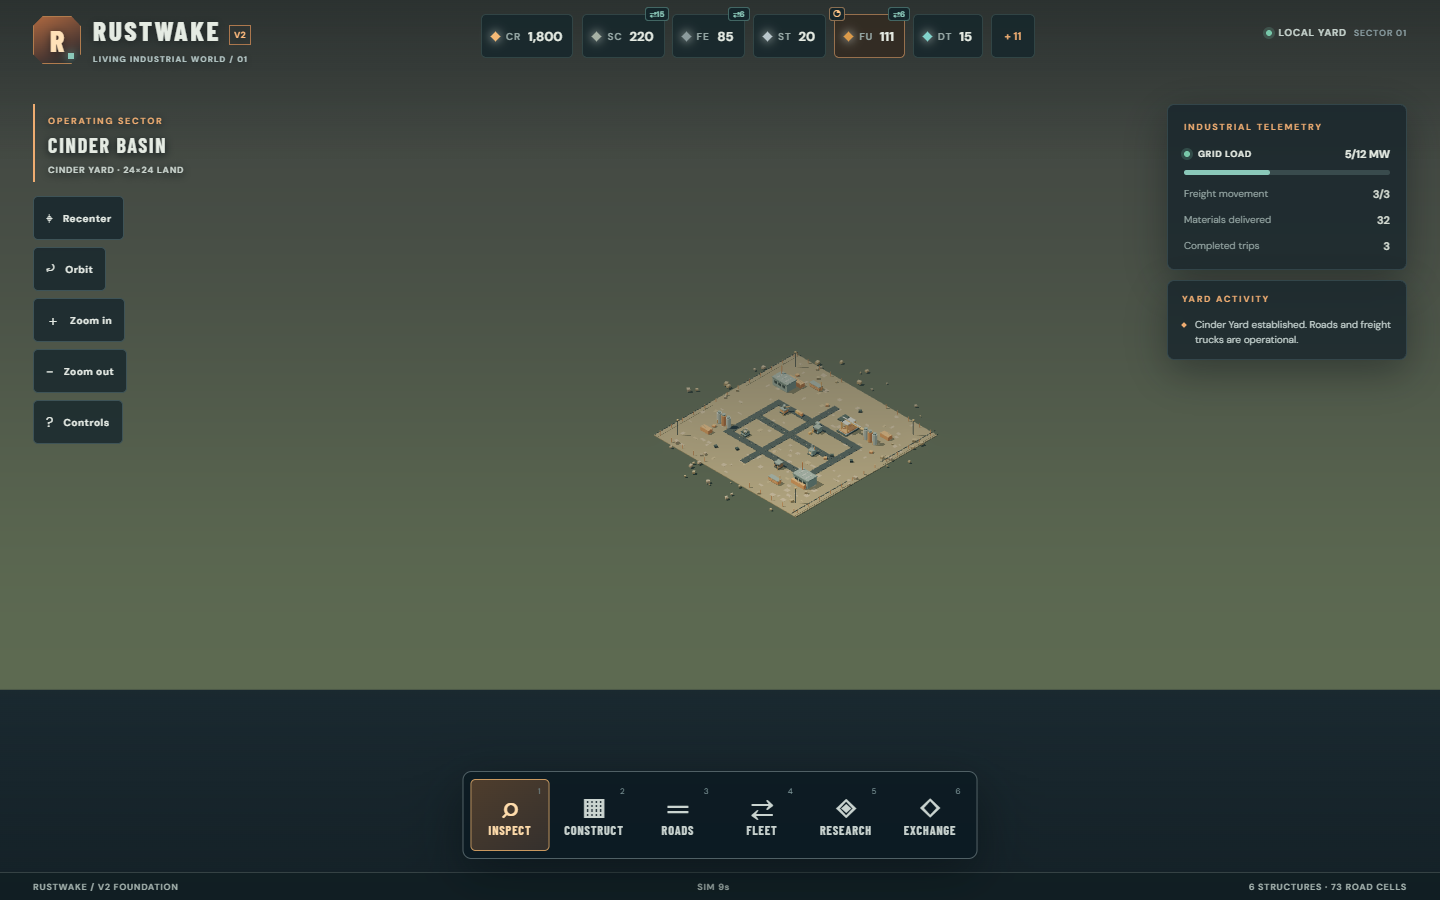 R
RUSTWAKE V2
LIVING INDUSTRIAL WORLD / 01
CR 1,800
⇄15
SC 220
⇄6
FE 85
ST 20
⇄6
FU 111
DT 15
+11
LOCAL YARD SECTOR 01
OPERATING SECTOR
CINDER BASIN
CINDER YARD · 24×24 LAND
Recenter
Orbit
+ Zoom in
− Zoom out
? Controls
INDUSTRIAL TELEMETRY
GRID LOAD 5/12 MW
Freight movement 3/3
Materials delivered 32
Completed trips 3
YARD ACTIVITY
Cinder Yard established. Roads and freight
trucks are operational.
1
INSPECT
2
CONSTRUCT
3
ROADS
4
FLEET
5
RESEARCH
6
EXCHANGE
RUSTWAKE / V2 FOUNDATION
SIM 9s
6 STRUCTURES · 73 ROAD CELLS